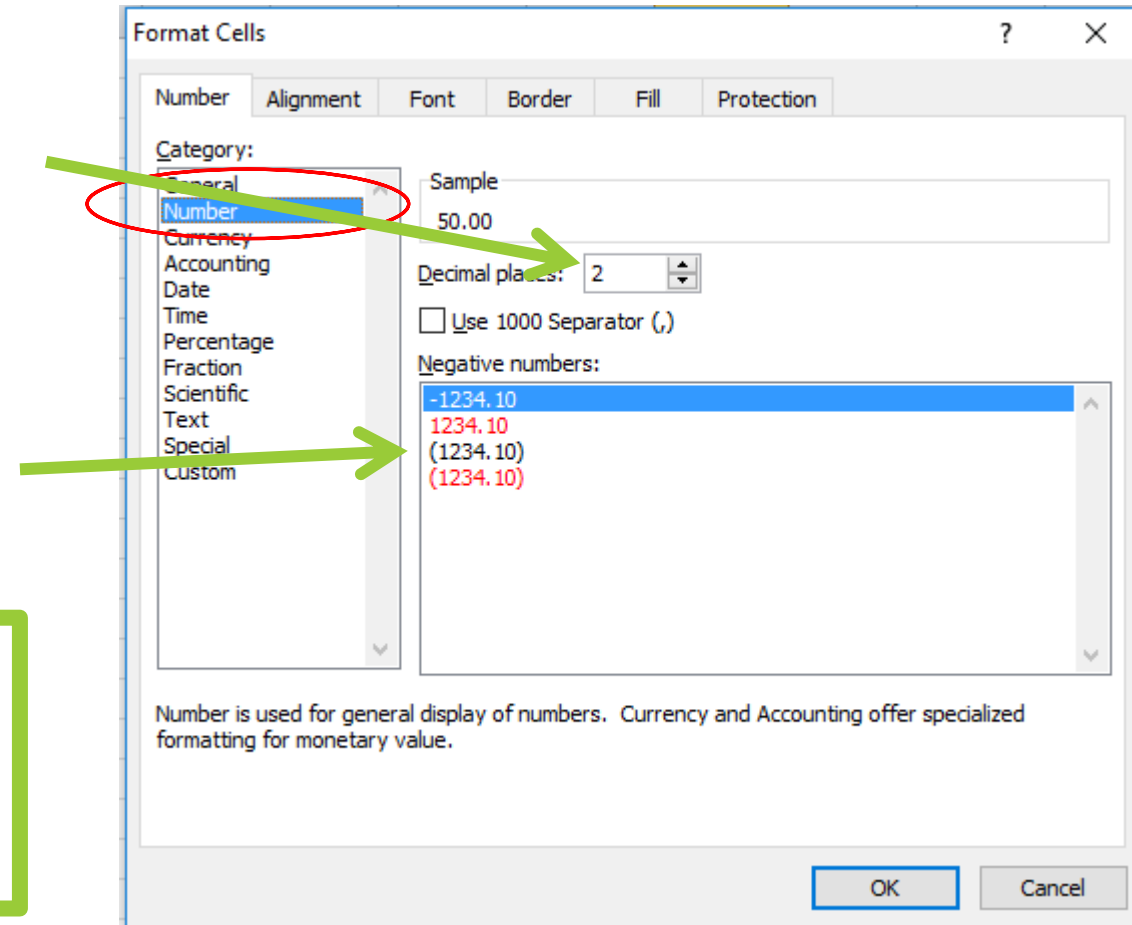 Format Cells
?
Number Alignment Font Border Fill Protection
Category:
General
Number
Currency
Accounting
Date
Time
Percentage
Fraction
Scientific
Text
Special
Custom
Sample
50.00
Decimal places: 2
Use 1000 Separator (,)
Negative numbers:
-1234.10
1234.10
(1234.10)
(1234.10)
Number is used for general display of numbers. Currency and Accounting offer specialized
formatting for monetary value.
OK Cancel